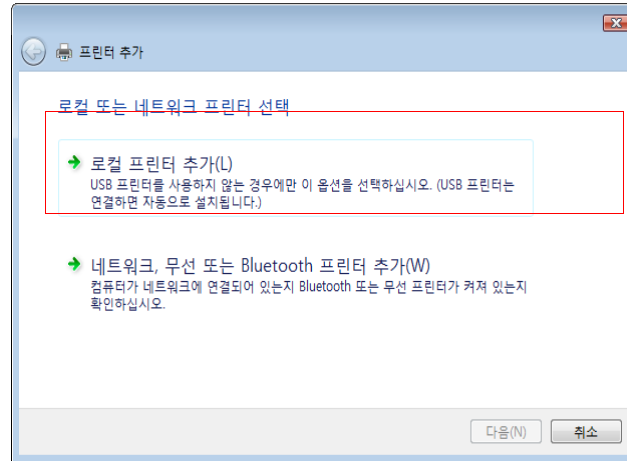 프린터 추가
로컬 또는 네트워크 프린터 선택
로컬 프린터 추가(L)
USB 프린터를 사용하지 않는 경우에만 이 옵션을 선택하십시오. (USB 프린터는
연결하면 자동으로 설치됩니다.)
네트워크, 무선 또는 Bluetooth 프린터 추가(W)
컴퓨터가 네트워크에 연결되어 있는지 Bluetooth 또는 무선 프린터가 켜져 있는지
확인하십시오.
다음(N) 취소